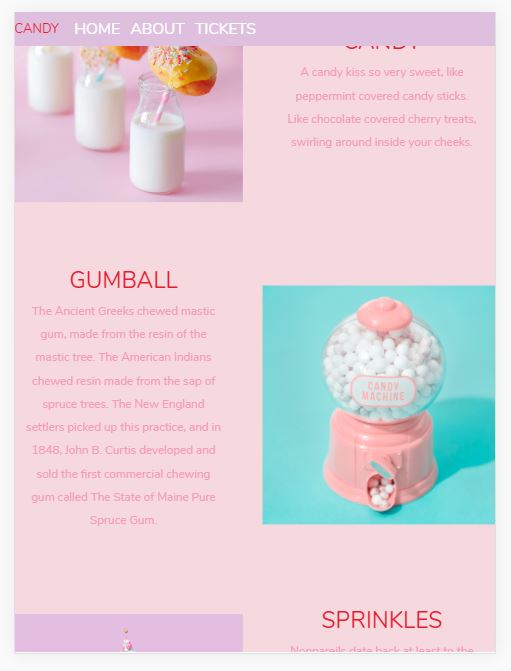 CANDY HOME ABOUT TICKETS
CANDY
A candy kiss so very sweet, like
peppermint covered candy sticks.
Like chocolate covered cherry treats,
swirling around inside your cheeks.
GUMBALL
The Ancient Greeks chewed mastic
gum, made from the resin of the
mastic tree. The American Indians
chewed resin made from the sap of
spruce trees. The New England
settlers picked up this practice, and in
1848, John B. Curtis developed and
sold the first commercial chewing
gum called The State of Maine Pure
Spruce Gum.
CANDY
MACHINE
SPRINKLES
Nonpareils date back at least to the